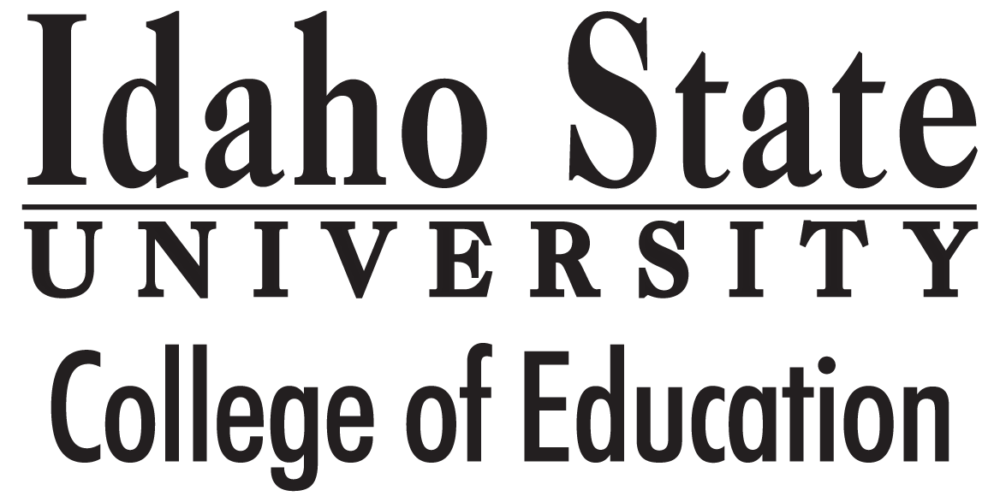 Idaho State
UNIVERSITY
College of Education